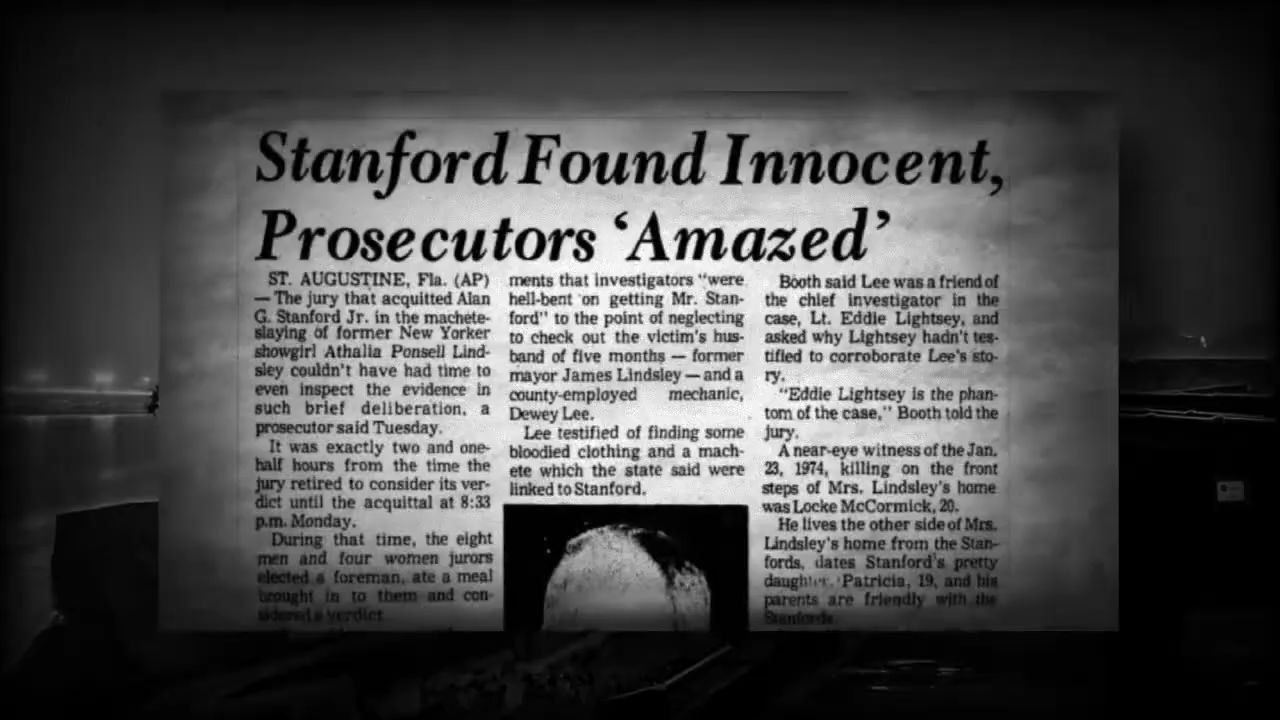 Stanford Found Innocent,
Prosecutors ‘Amazed’
ST. AUGUSTINE, Fla. (AP)
— The jury that acquitted Alan
G. Stanford Jr. in the machete-
slaying of former New Yorker
showgirl Athalia Ponsell Lind-
sley couldn't have had time to
even inspect the evidence in
such brief deliberation, a
prosecutor said Tuesday.
It was exactly two and one-
half hours from the time the
jury retired to consider its ver-
dict until the acquittal at 8:33
p.m. Monday.
During that time, the eight
men and four women jurors
elected a foreman, ate a meal
brought in to them and con-
sidered a verdict.
ments that investigators "were
hell-bent on getting Mr. Stan-
ford" to the point of neglecting
to check out the victim's hus-
band of five months — former
mayor James Lindsley — and a
county-employed mechanic,
Dewey Lee.
Lee testified of finding some
bloodied clothing and a mach-
ete which the state said were
linked to Stanford.
Booth said Lee was a friend of
the chief investigator in the
case, Lt. Eddie Lightsey, and
asked why Lightsey hadn't tes-
tified to corroborate Lee's sto-
ry.
"Eddie Lightsey is the phan-
tom of the case," Booth told the
jury.
A near-eye witness of the Jan.
23, 1974, killing on the front
steps of Mrs. Lindsley's home
was Locke McCormick, 20.
He lives the other side of Mrs.
Lindsley's home from the Stan-
fords, dates Stanford's pretty
daughter, Patricia, 19, and his
parents are friendly with the
Stanfords.